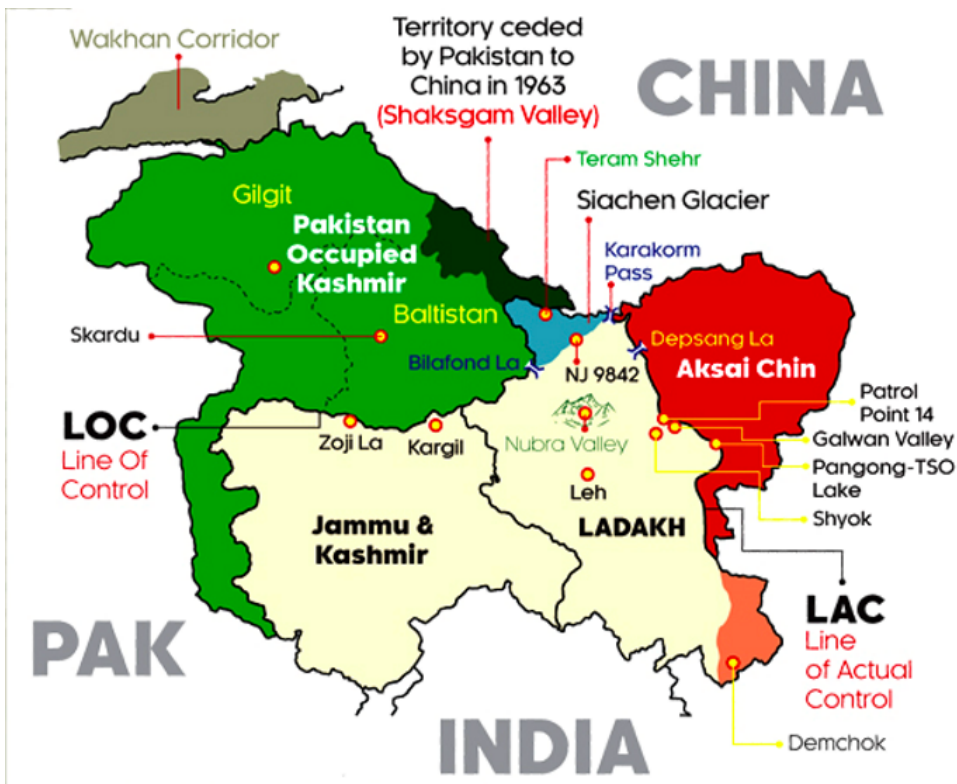 Wakhan Corridor
Territory ceded
by Pakistan to
China in 1963
(Shaksgam Valley)
CHINA
Teram Shehr
Siachen Glacier
Karakorm
Pass
Gilgit
Pakistan
Occupied
Kashmir
Baltistan
Skardu
Bilafond La
NJ 9842
Depsang La
Aksai Chin
Patrol
Point 14
Galwan Valley
Pangong-TSO
Lake
Shyok
LOC
Line Of
Control
Zoji La
Kargil
Nubra Valley
Leh
LADAKH
Jammu &
Kashmir
LAC
Line
of Actual
Control
PAK
INDIA
Demchok